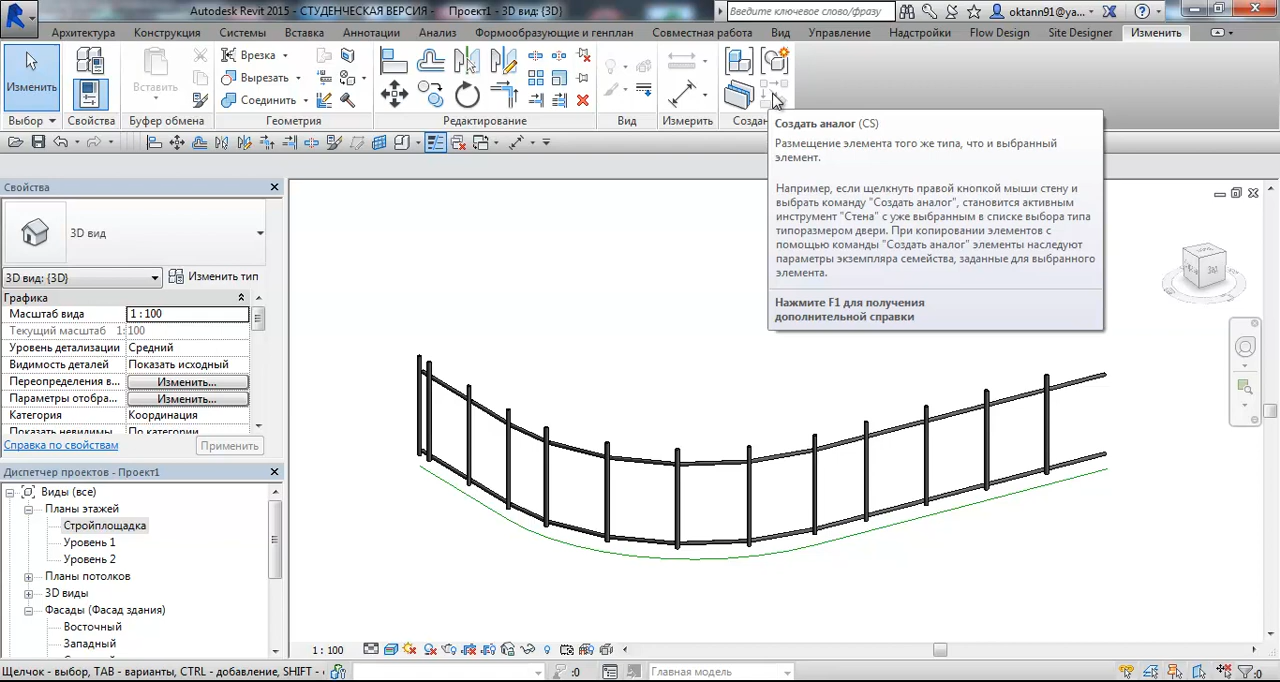 Autodesk Revit 2015 - СТУДЕНЧЕСКАЯ ВЕРСИЯ - Проект1 - 3D вид: {3D}
Введите ключевое слово/фразу
oktann91@ya...
Архитектура Конструкция Системы Вставка Аннотации Анализ Формообразующие и генплан Совместная работа Вид Управление Надстройки Flow Design Site Designer Изменить
Изменить
Вставить
Врезка
Вырезать
Соединить
Выбор Свойства Буфер обмена Геометрия Редактирование Вид Измерить
Создать аналог (CS)
Размещение элемента того же типа, что и выбранный
элемент.
Например, если щелкнуть правой кнопкой мыши стену и
выбрать команду "Создать аналог", становится активным
инструмент "Стена" с уже выбранным в списке выбора типа
типоразмером двери. При копировании элементов с
помощью команды "Создать аналог" элементы наследуют
параметры экземпляра семейства, заданные для выбранного
элемента.
Нажмите F1 для получения
дополнительной справки
Свойства
3D вид
3D вид: {3D} Изменить тип
Графика
Масштаб вида 1 : 100
Текущий масштаб 1: 100
Уровень детализации Средний
Видимость деталей Показать исходный
Переопределения в... Изменить...
Параметры отобра... Изменить...
Категория Координация
Показать невидимы По категории
Справка по свойствам Применить
Диспетчер проектов - Проект1
Виды (все)
Планы этажей
Стройплощадка
Уровень 1
Уровень 2
Планы потолков
3D виды
Фасады (Фасад здания)
Восточный
Западный
1 : 100
Щелчок - выбор, TAB - варианты, CTRL - добавление, SHIFT -
:0
Главная модель
:0